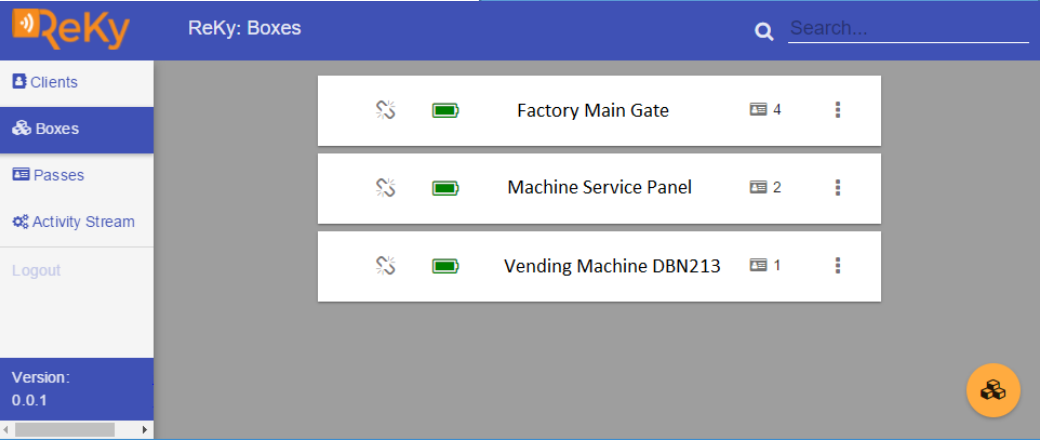 ReKy
ReKy: Boxes
Search...
Clients
Boxes
Passes
Activity Stream
Logout
Version:
0.0.1
Factory Main Gate 4
Machine Service Panel 2
Vending Machine DBN213 1